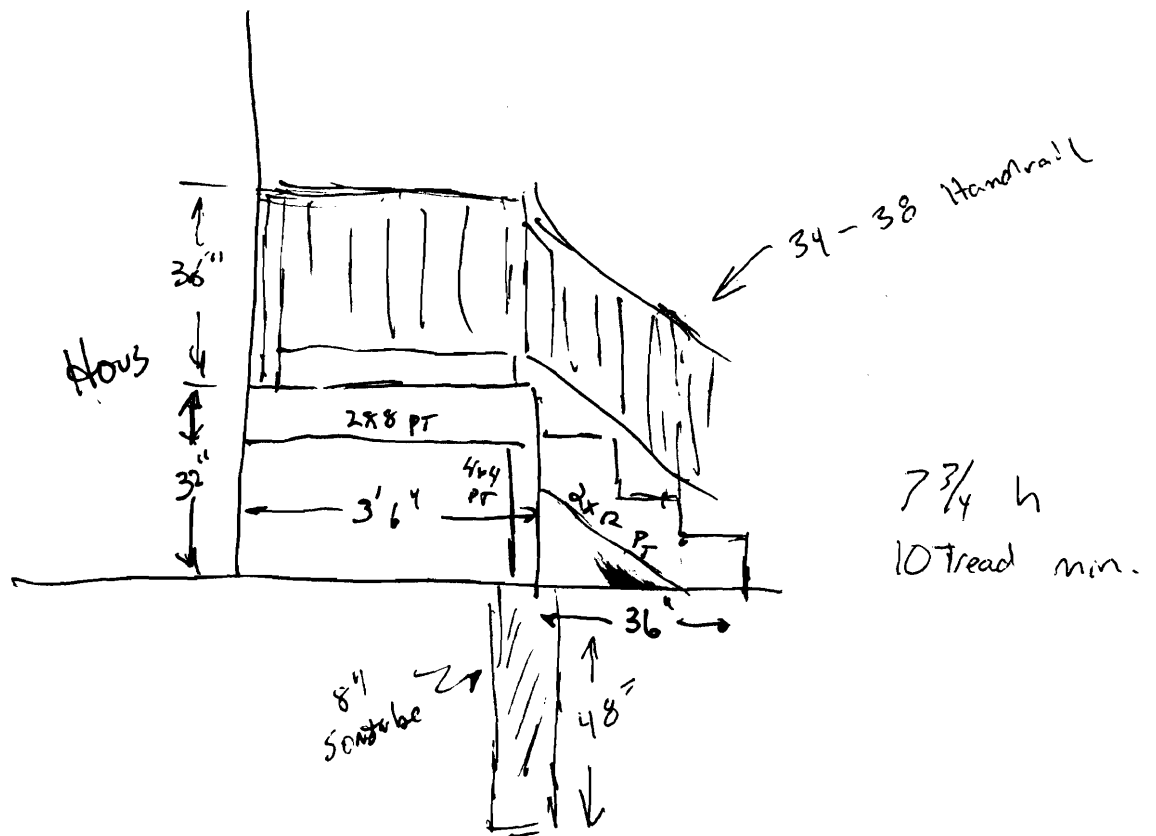 34 - 38 Handrail
36"
Hous
2x8 PT
32"
4x4
PT
3' 6"
2x12
PT
7 3/4 h
10 Tread min.
36"
8"
Sontube
48"